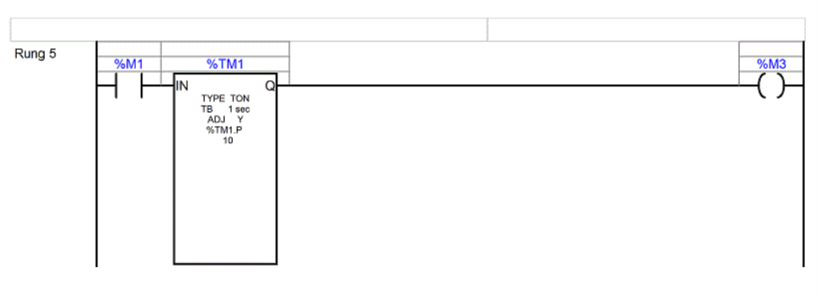 Rung 5
%M1
%TM1
%M3
IN Q
TYPE TON
TB 1 sec
ADJ Y
%TM1.P
10